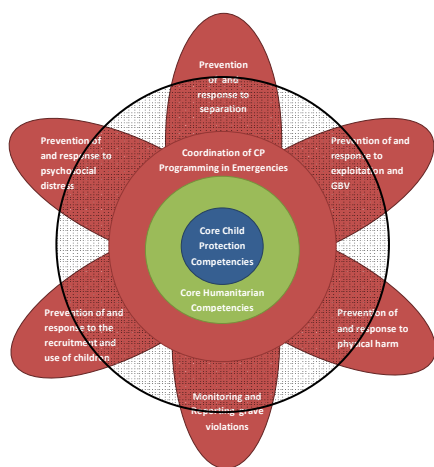 Prevention
of and
response to
separation
Prevention of
and response to
psychosocial
distress
Coordination of CP
Programming in Emergencies
Prevention of and
response to
exploitation and
GBV
Core Child
Protection
Competencies
Core Humanitarian
Competencies
Prevention of and
response to the
recruitment and
use of children
Prevention of
and response to
physical harm
Monitoring and
Reporting grave
violations